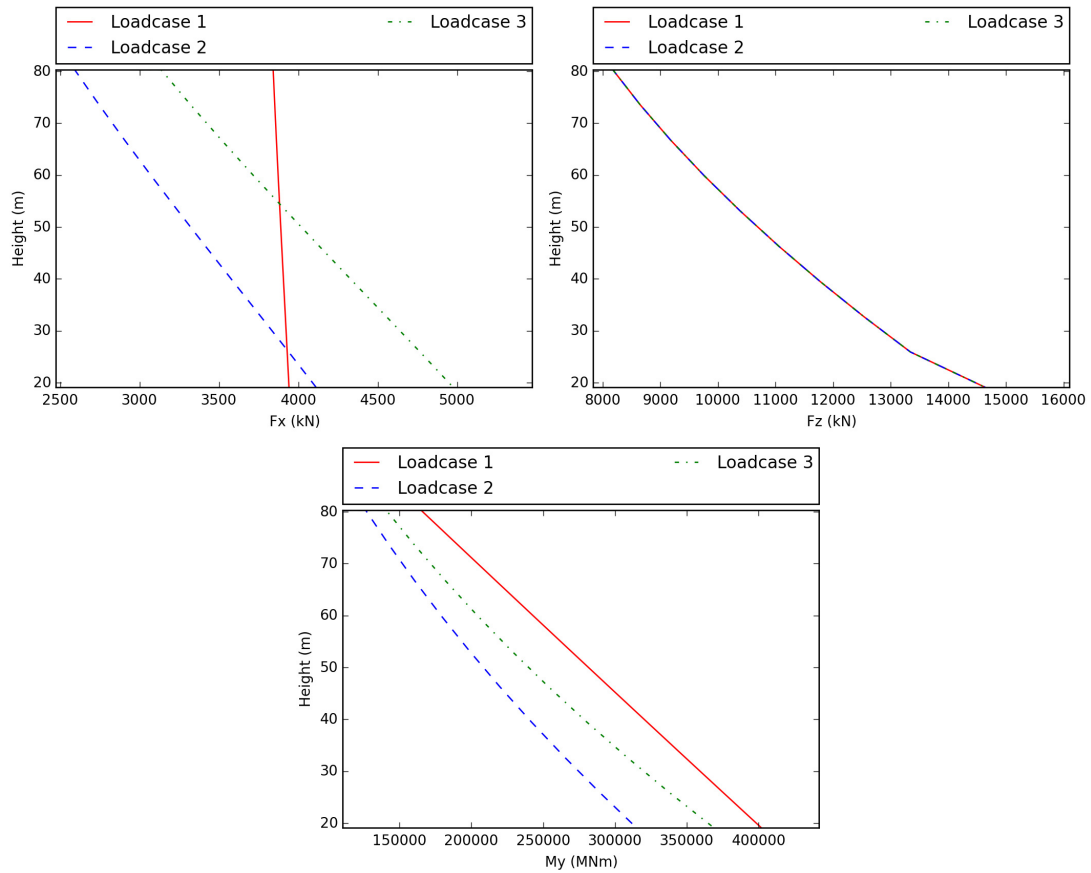 Loadcase 1 Loadcase 3
Loadcase 2
80
70
60
50
40
30
20
Height (m)
2500 3000 3500 4000 4500 5000
Fx (kN)
Loadcase 1 Loadcase 3
Loadcase 2
80
70
60
50
40
30
20
Height (m)
8000 9000 10000 11000 12000 13000 14000 15000 16000
Fz (kN)
Loadcase 1 Loadcase 3
Loadcase 2
80
70
60
50
40
30
20
Height (m)
150000 200000 250000 300000 350000 400000
My (MNm)